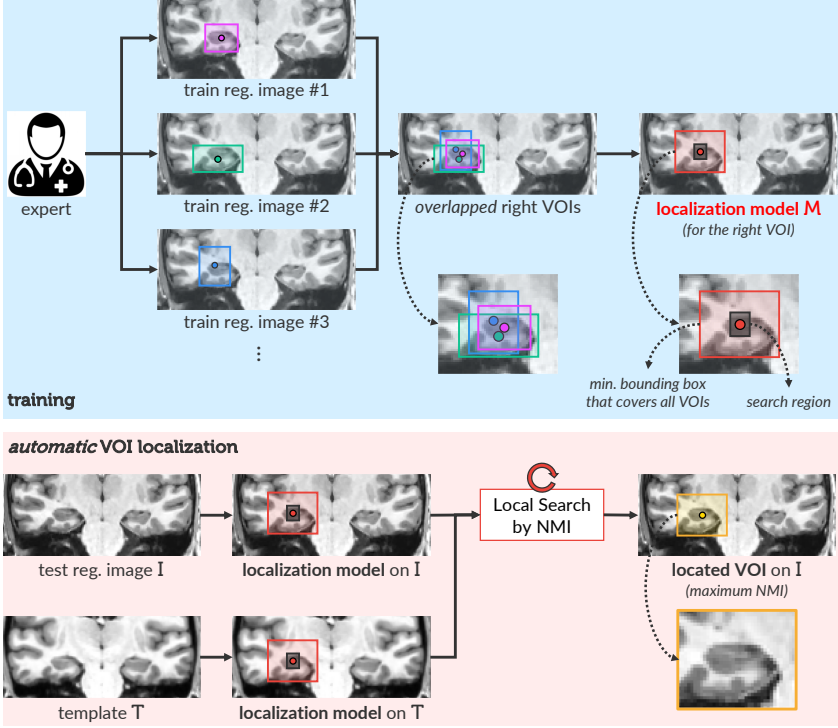 train reg. image #1
train reg. image #2
train reg. image #3
⋮
expert
overlapped right VOIs
localization model M
(for the right VOI)
min. bounding box
that covers all VOIs
search region
training
automatic VOI localization
test reg. image I
localization model on I
Local Search
by NMI
located VOI on I
(maximum NMI)
template T
localization model on T